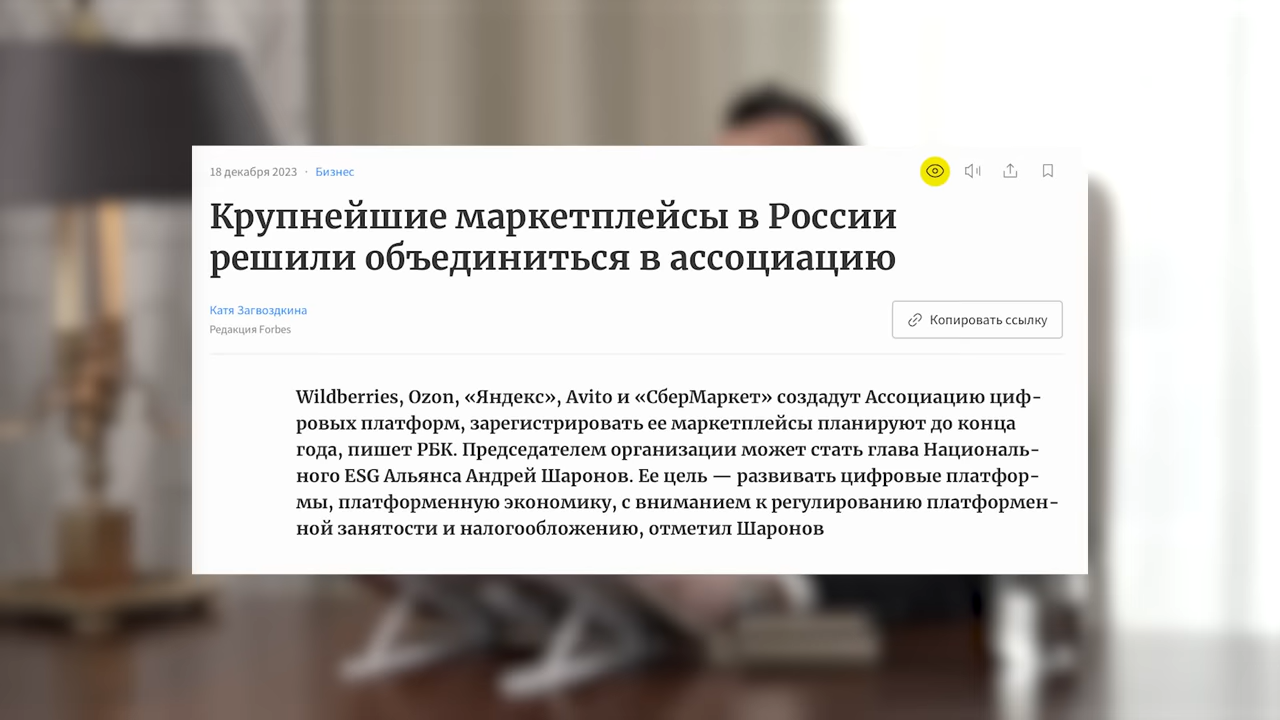 18 декабря 2023 · Бизнес
Крупнейшие маркетплейсы в России
решили объединиться в ассоциацию
Катя Загвоздкина
Редакция Forbes
Копировать ссылку
Wildberries, Ozon, «Яндекс», Avito и «СберМаркет» создадут Ассоциацию циф-
ровых платформ, зарегистрировать ее маркетплейсы планируют до конца
года, пишет РБК. Председателем организации может стать глава Националь-
ного ESG Альянса Андрей Шаронов. Ее цель — развивать цифровые платфор-
мы, платформенную экономику, с вниманием к регулированию платформен-
ной занятости и налогообложению, отметил Шаронов